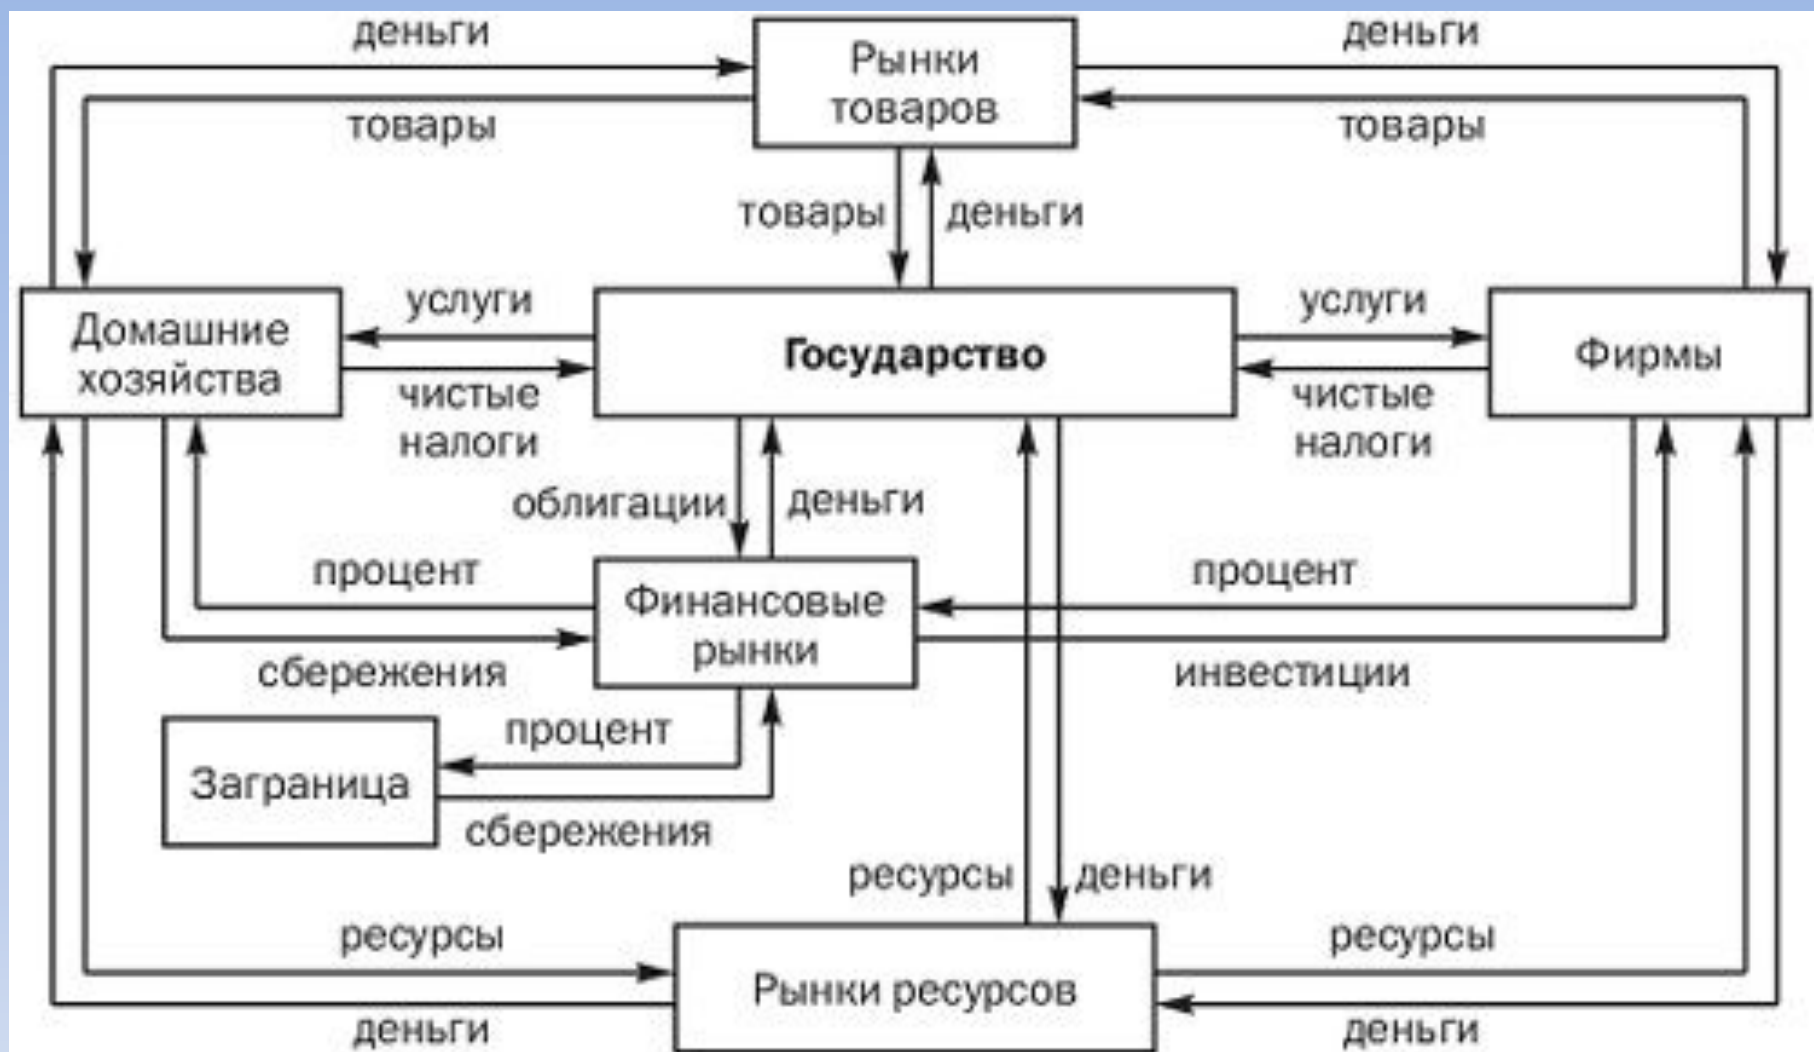 деньги
Рынки
товаров
деньги
товары
товары
товары
деньги
Домашние
хозяйства
услуги
чистые
налоги
Государство
услуги
чистые
налоги
Фирмы
облигации
деньги
процент
сбережения
Финансовые
рынки
процент
инвестиции
Заграница
процент
сбережения
ресурсы
деньги
ресурсы
деньги
Рынки ресурсов
ресурсы
деньги